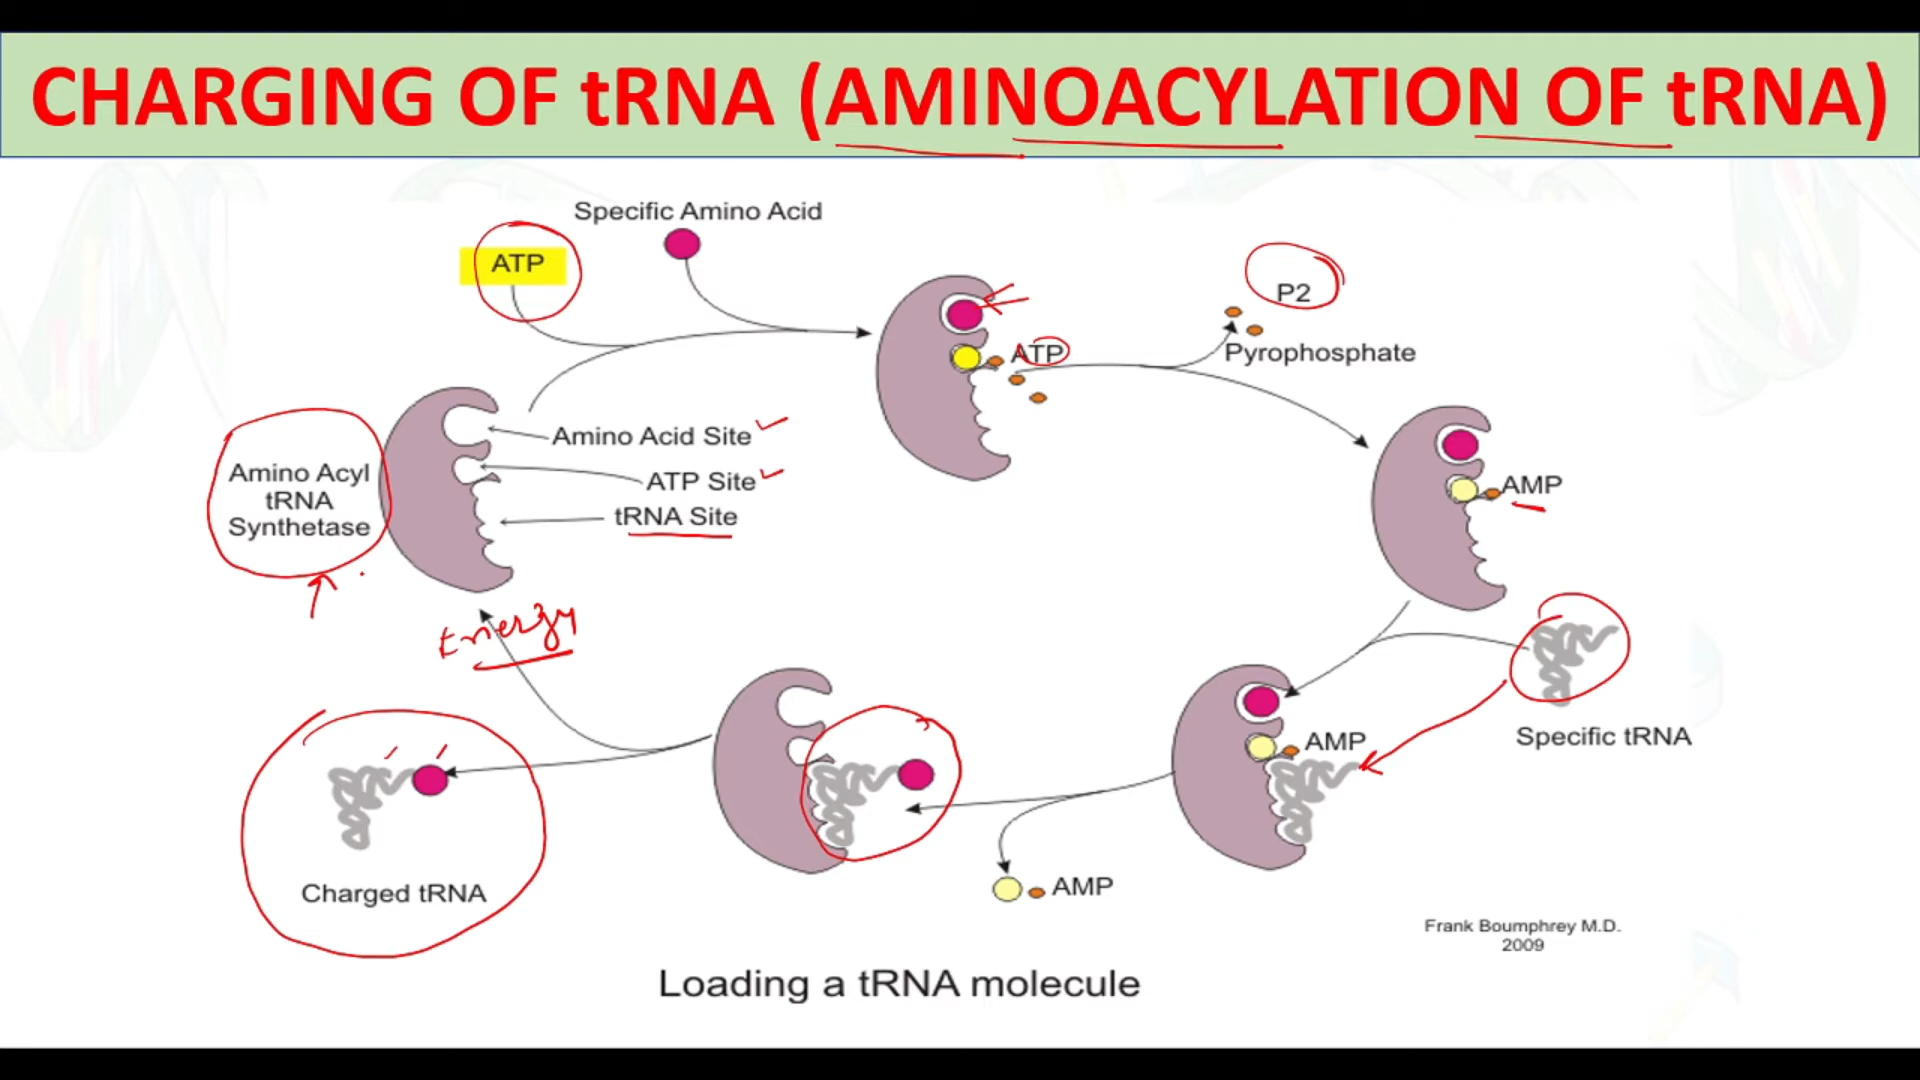 CHARGING OF tRNA (AMINOACYLATION OF tRNA)
Specific Amino Acid
ATP
P2
Pyrophosphate
ATP
Amino Acid Site
ATP Site
tRNA Site
Amino Acyl
tRNA
Synthetase
AMP
Energy
Specific tRNA
AMP
AMP
Charged tRNA
Frank Boumphrey M.D.
2009
Loading a tRNA molecule